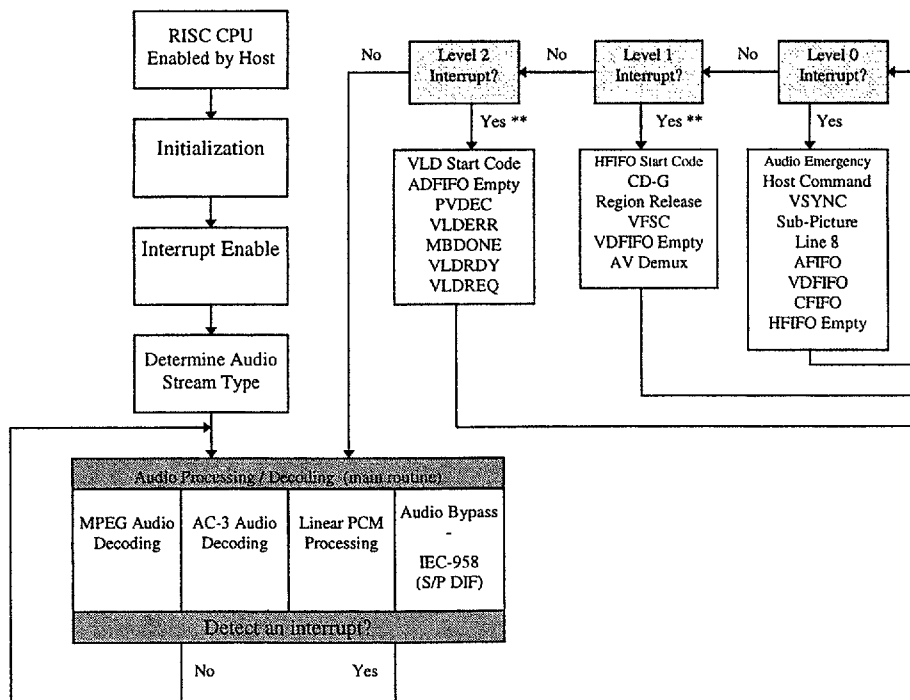 RISC CPU
Enabled by Host
Initialization
Interrupt Enable
Determine Audio
Stream Type
No
Level 2
Interrupt?
No
Level 1
Interrupt?
No
Level 0
Interrupt?
Yes **
Yes **
Yes
VLD Start Code
ADFIFO Empty
PVDEC
VLDERR
MBDONE
VLDRDY
VLDREQ
HFIFO Start Code
CD-G
Region Release
VFSC
VDFIFO Empty
AV Demux
Audio Emergency
Host Command
VSYNC
Sub-Picture
Line 8
AFIFO
VDFIFO
CFIFO
HFIFO Empty
Audio Processing / Decoding (main routine)
MPEG Audio
Decoding
AC-3 Audio
Decoding
Linear PCM
Processing
Audio Bypass
-
IEC-958
(S/P DIF)
Detect an interrupt?
No
Yes